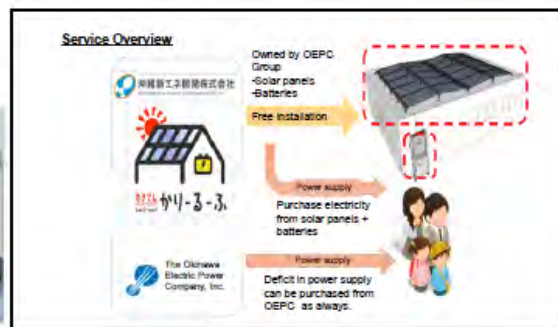 Service Overview
沖縄新エネ開発株式会社
かりーるーふ
The Okinawa
Electric Power
Company, Inc.
Owned by OEPC
Group
-Solar panels
-Batteries
Free installation
Power supply
Purchase electricity
from solar panels +
batteries
Power supply
Deficit in power supply
can be purchased from
OEPC as always.